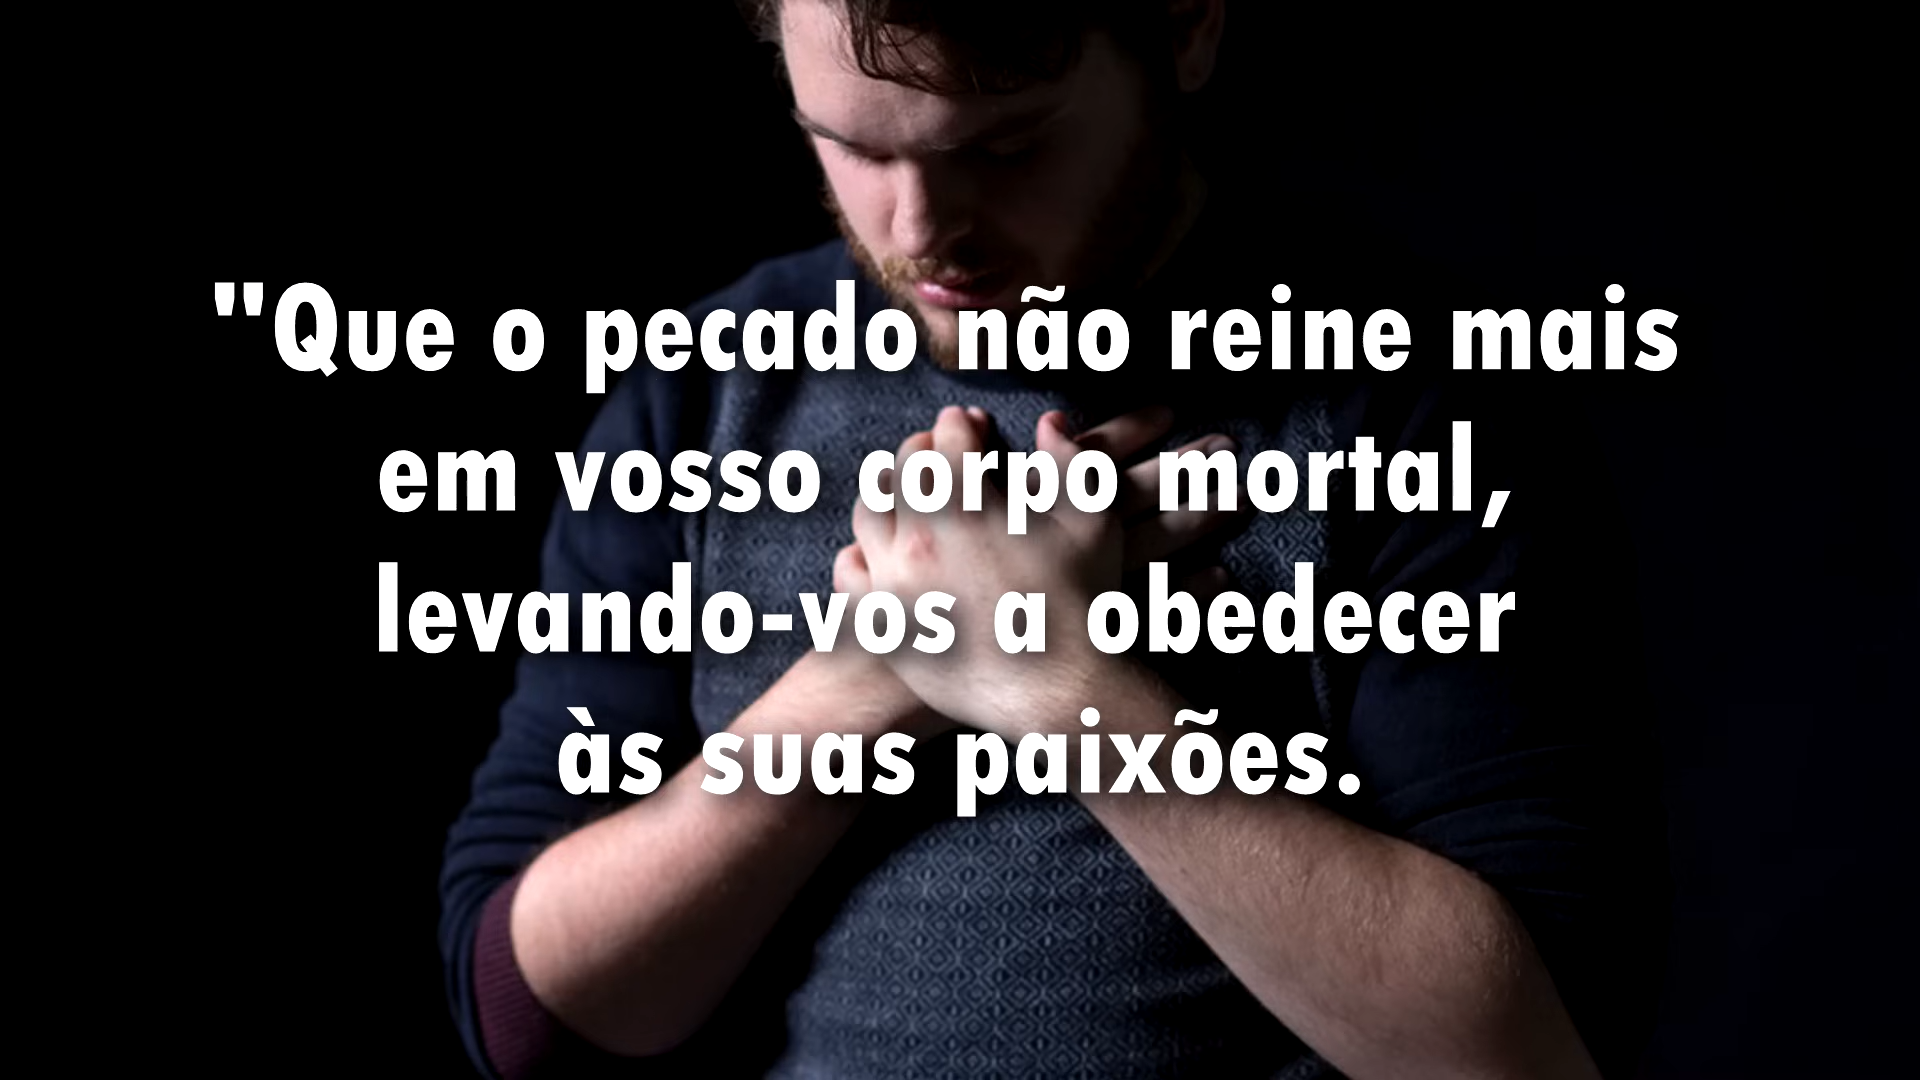 "Que o pecado não reine mais
em vosso corpo mortal,
levando-vos a obedecer
às suas paixões.